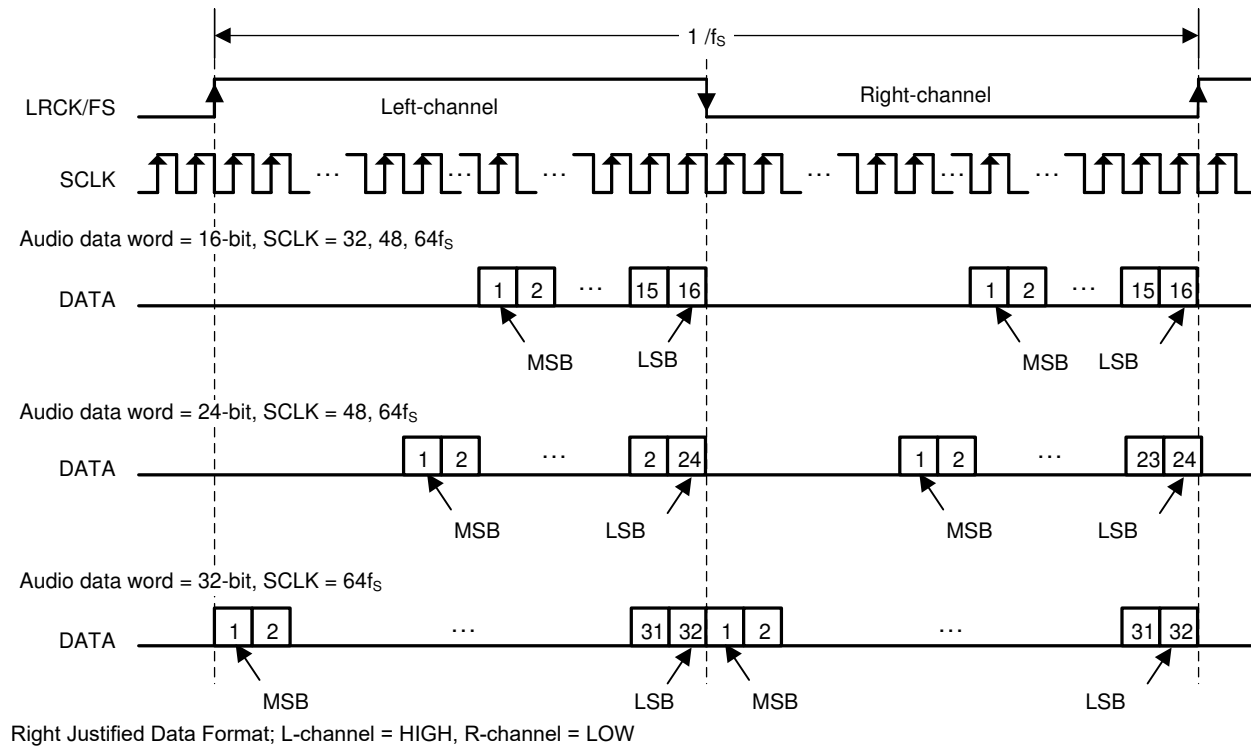 1 /fS
LRCK/FS
Left-channel
Right-channel
SCLK
... ... ... ... ... ...
Audio data word = 16-bit, SCLK = 32, 48, 64fS
DATA
1 2 ... 15 16 1 2 ... 15 16
MSB LSB MSB LSB
Audio data word = 24-bit, SCLK = 48, 64fS
DATA
1 2 ... 2 24 1 2 ... 23 24
MSB LSB MSB LSB
Audio data word = 32-bit, SCLK = 64fS
DATA
1 2 ... 31 32 1 2 ... 31 32
MSB LSB MSB LSB
Right Justified Data Format; L-channel = HIGH, R-channel = LOW